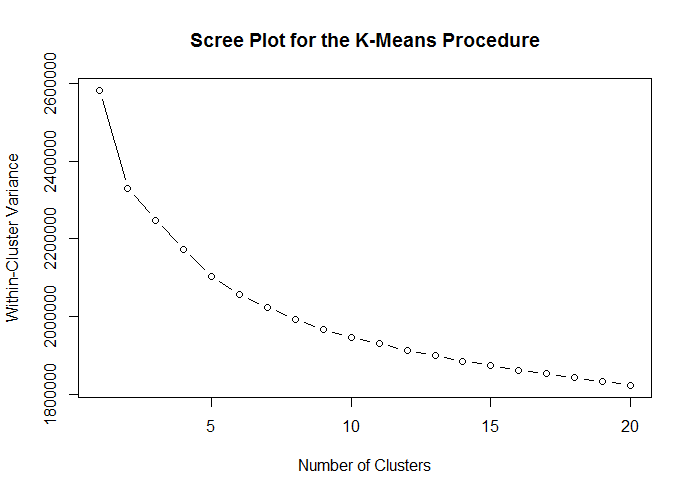 Scree Plot for the K-Means Procedure
Within-Cluster Variance
2600000
2400000
2200000
2000000
1800000
5 10 15 20
Number of Clusters